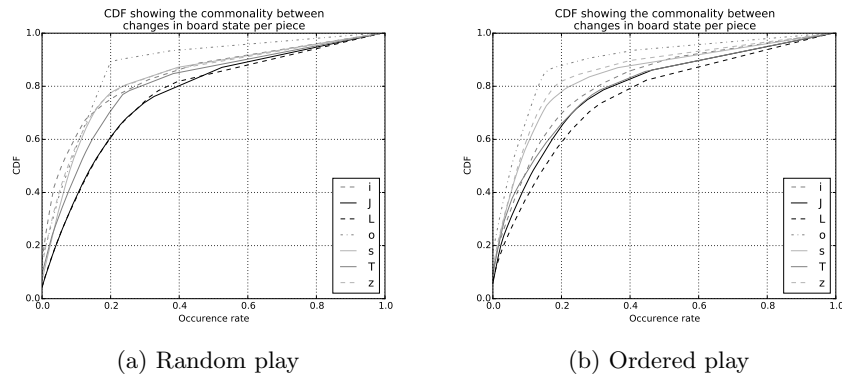 CDF showing the commonality between
changes in board state per piece
1.0
0.8
0.6
0.4
0.2
0.0
CDF
0.0 0.2 0.4 0.6 0.8 1.0
Occurence rate
i
J
L
o
s
T
z
(a) Random play
CDF showing the commonality between
changes in board state per piece
1.0
0.8
0.6
0.4
0.2
0.0
CDF
0.0 0.2 0.4 0.6 0.8 1.0
Occurence rate
i
J
L
o
s
T
z
(b) Ordered play